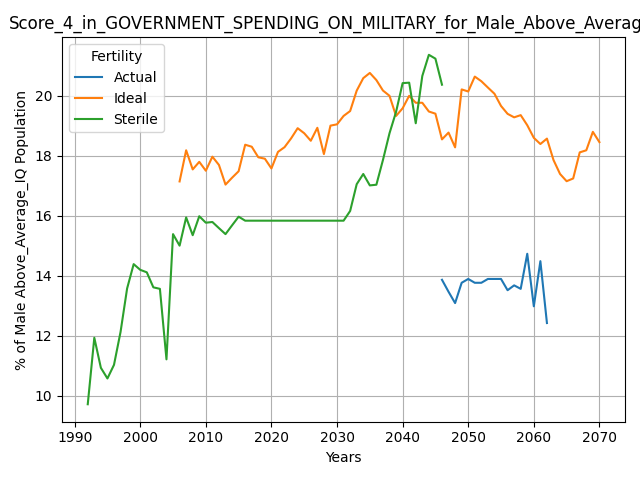 Score_4_in_GOVERNMENT_SPENDING_ON_MILITARY_for_Male_Above_Averag
Fertility
Actual
Ideal
Sterile
% of Male Above_Average_IQ Population
20
18
16
14
12
10
1990 2000 2010 2020 2030 2040 2050 2060 2070
Years